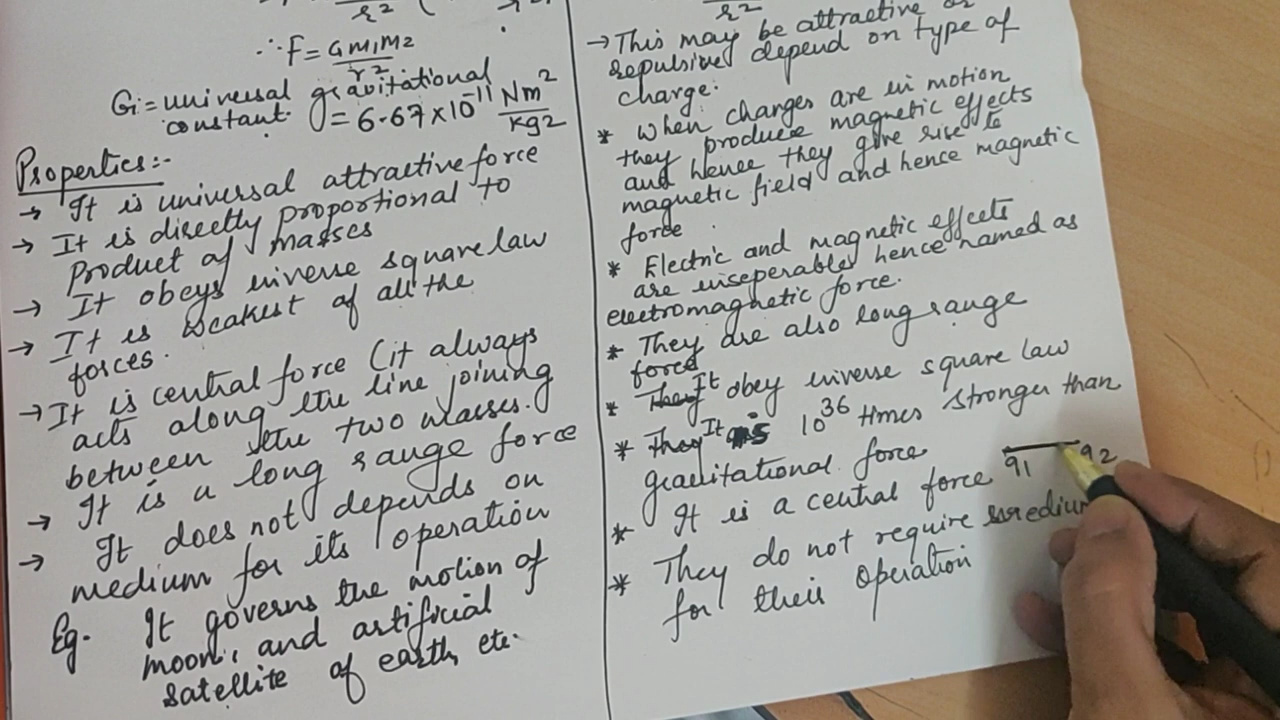 r²
∴ F = Gm₁m₂
r²
G = universal gravitational
constant.
= 6.67×10⁻¹¹ Nm²
kg2
Properties:-
→ It is universal attractive force
→ It is directly proportional to
product of masses
→ It obeys inverse square law
→ It is weakest of all the
forces.
→ It is central force (it always
acts along the line joining
between the two masses.
→ It is a long range force
→ It does not depends on
medium for its operation
Eg. It governs the motion of
moon, and artificial
satellite of earth, etc.
r²
→ This may be attractive or
repulsive depend on type of
charge.
* When charges are in motion
they produce magnetic effects
and hence they give rise to
magnetic field and hence magnetic
force.
* Electric and magnetic effects
are inseperable, hence named as
electromagnetic force.
* They are also long range
force
* They It obey inverse square law
* They It is 10³⁶ times stronger than
gravitational force
* It is a central force q₁ q₂
* They do not require medium
for their operation